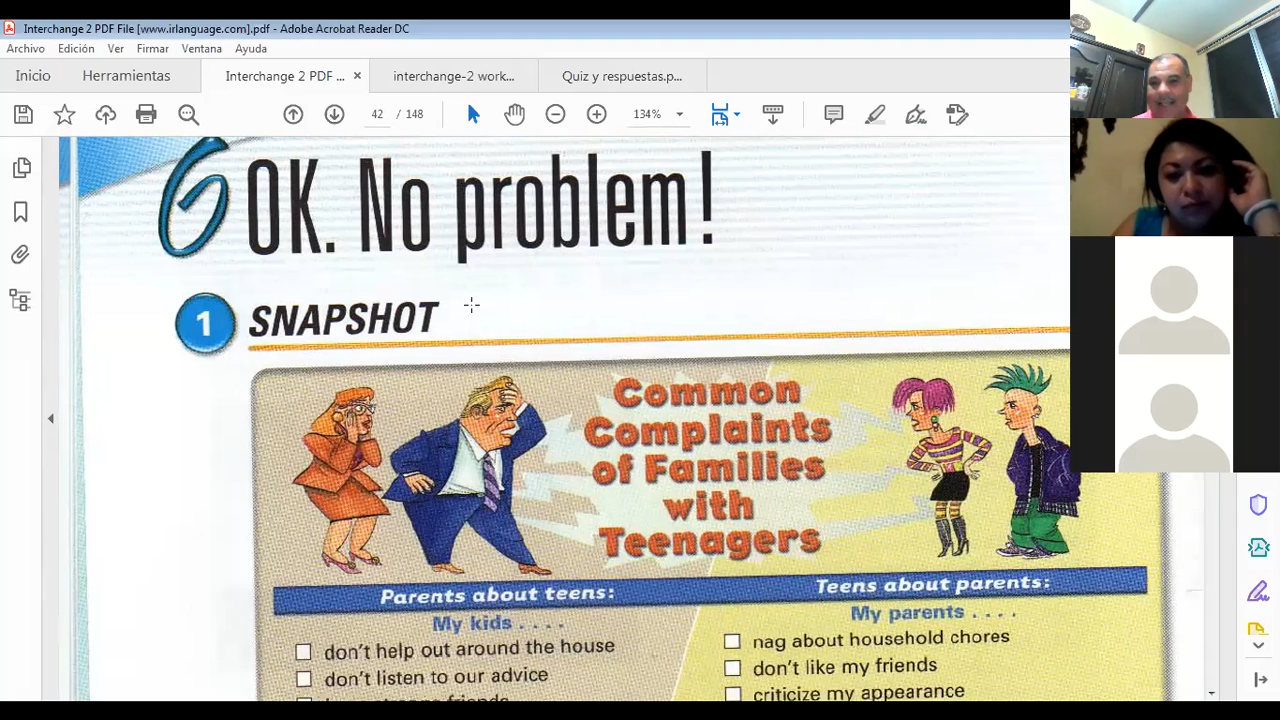 Interchange 2 PDF File [www.irlanguage.com].pdf - Adobe Acrobat Reader DC
Archivo Edición Ver Firmar Ventana Ayuda
Inicio Herramientas Interchange 2 PDF ... × interchange-2 work... Quiz y respuestas.p...
42 / 148 134%
6 OK. No problem!
1 SNAPSHOT
Common
Complaints
of Families
with
Teenagers
Parents about teens:
My kids . . . .
don't help out around the house
don't listen to our advice
Teens about parents:
My parents . . . .
nag about household chores
don't like my friends
criticize my appearance